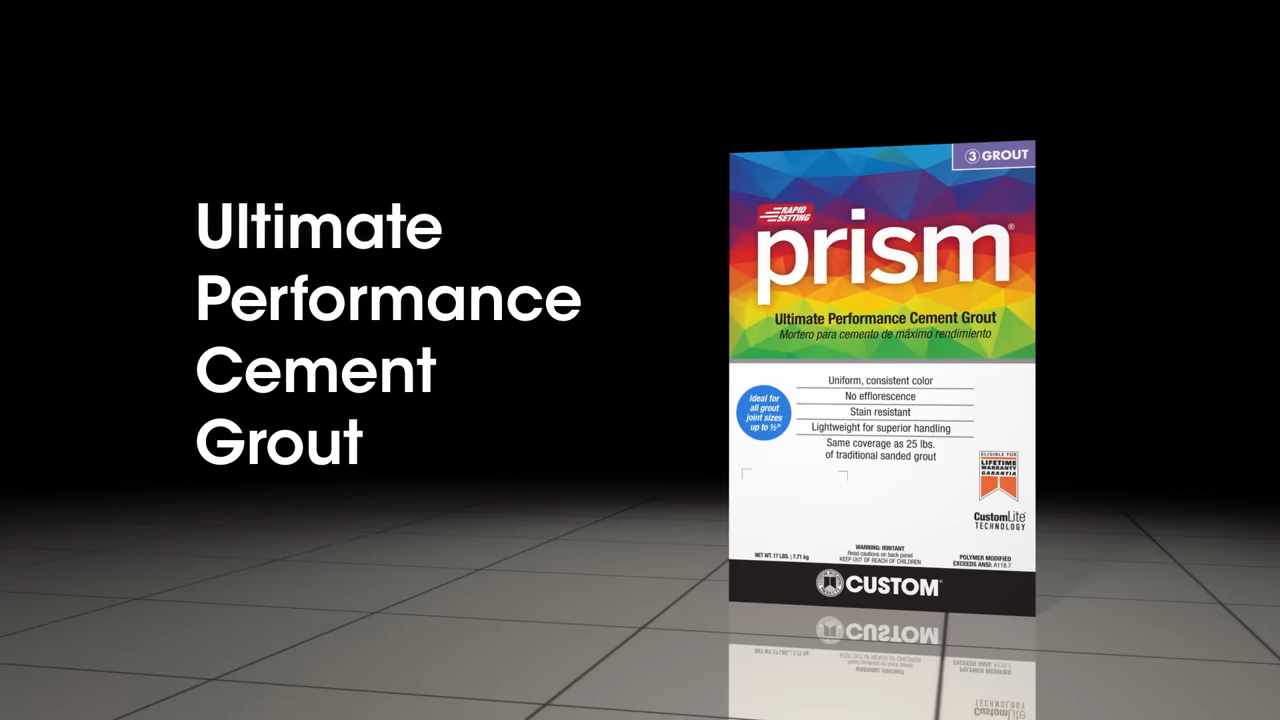 Ultimate
Performance
Cement
Grout
3 GROUT
RAPID
SETTING
prism®
Ultimate Performance Cement Grout
Mortero para cemento de máximo rendimiento
Uniform, consistent color
No efflorescence
Stain resistant
Lightweight for superior handling
Same coverage as 25 lbs.
of traditional sanded grout
Ideal for
all grout
joint sizes
up to ½"
ELIGIBLE FOR
LIFETIME
WARRANTY
GARANTIA
CustomLite
TECHNOLOGY
NET WT. 17 LBS. | 7.71 kg
WARNING: IRRITANT
Read cautions on back panel
KEEP OUT OF REACH OF CHILDREN
POLYMER MODIFIED
EXCEEDS ANSI: A118.7
CUSTOM®